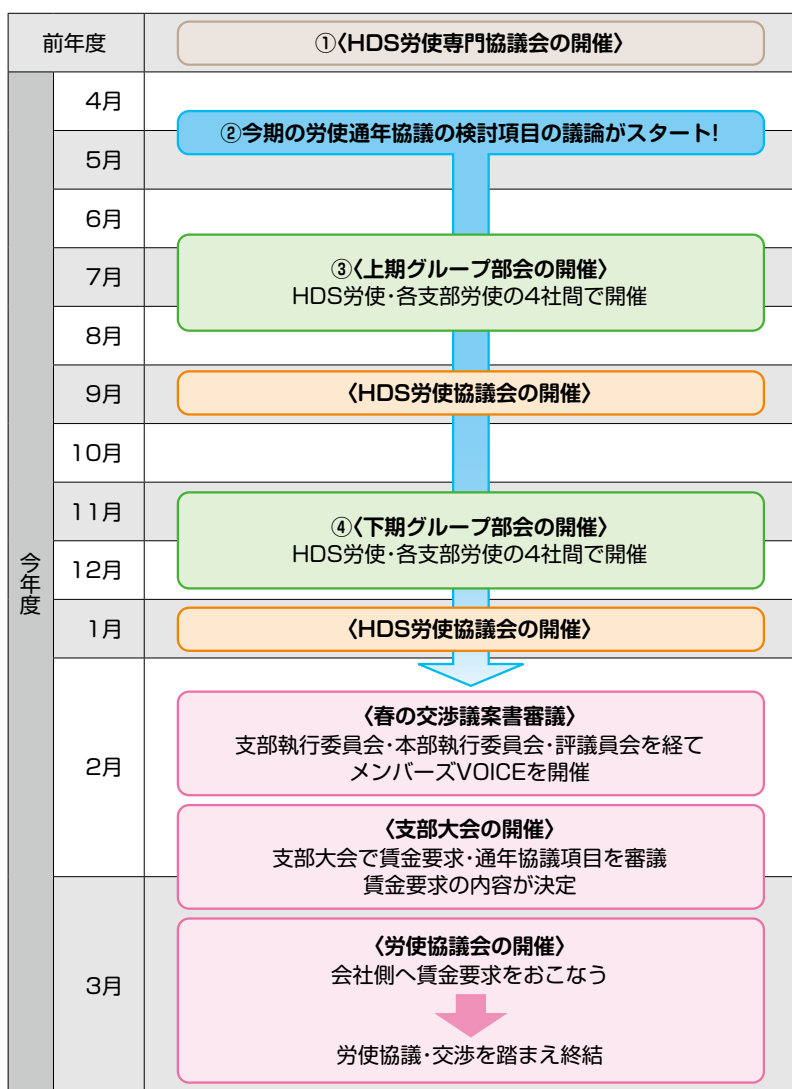 前年度
①〈HDS労使専門協議会の開催〉
今年度
4月
②今期の労使通年協議の検討項目の議論がスタート!
5月
6月
③〈上期グループ部会の開催〉
7月
HDS労使・各支部労使の4社間で開催
8月
9月
〈HDS労使協議会の開催〉
10月
11月
④〈下期グループ部会の開催〉
HDS労使・各支部労使の4社間で開催
12月
1月
〈HDS労使協議会の開催〉
2月
〈春の交渉議案書審議〉
支部執行委員会・本部執行委員会・評議員会を経て
メンバーズVOICEを開催
〈支部大会の開催〉
支部大会で賃金要求・通年協議項目を審議
賃金要求の内容が決定
3月
〈労使協議会の開催〉
会社側へ賃金要求をおこなう
労使協議・交渉を踏まえ終結